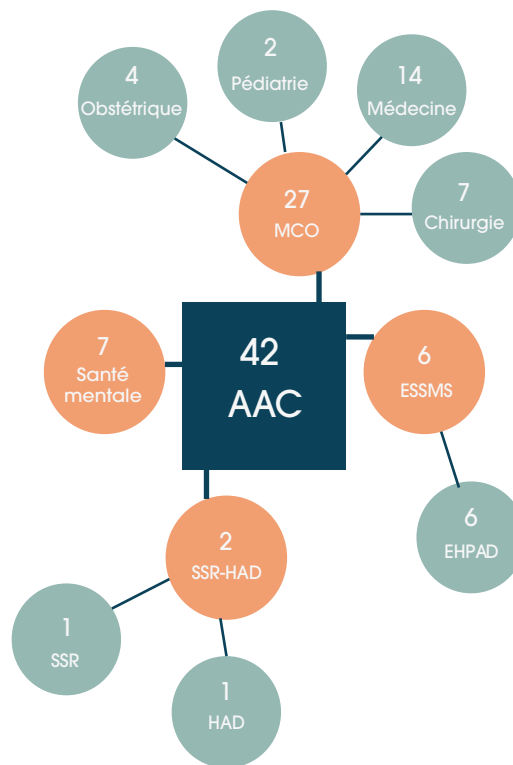 2
Pédiatrie
4
Obstétrique
14
Médecine
27
MCO
7
Chirurgie
42
AAC
7
Santé
mentale
6
ESSMS
6
EHPAD
2
SSR-HAD
1
SSR
1
HAD